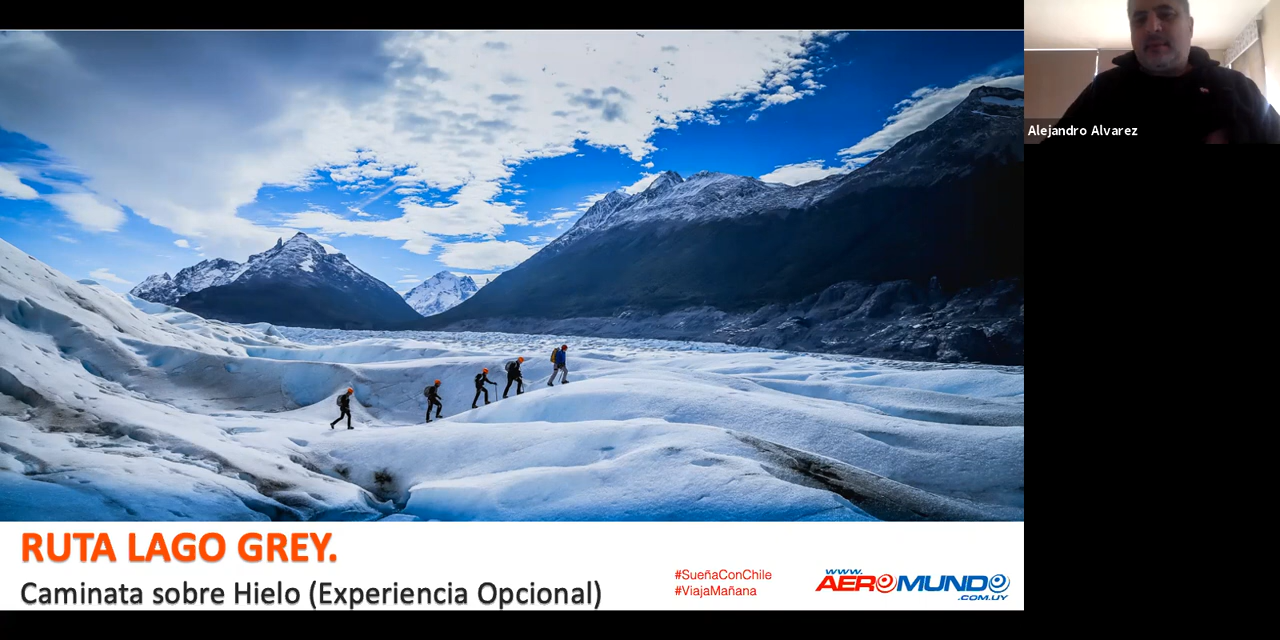 Alejandro Alvarez
RUTA LAGO GREY.
Caminata sobre Hielo (Experiencia Opcional)
#SueñaConChile
#ViajaMañana
WWW.
AEROMUNDO
.COM.UY